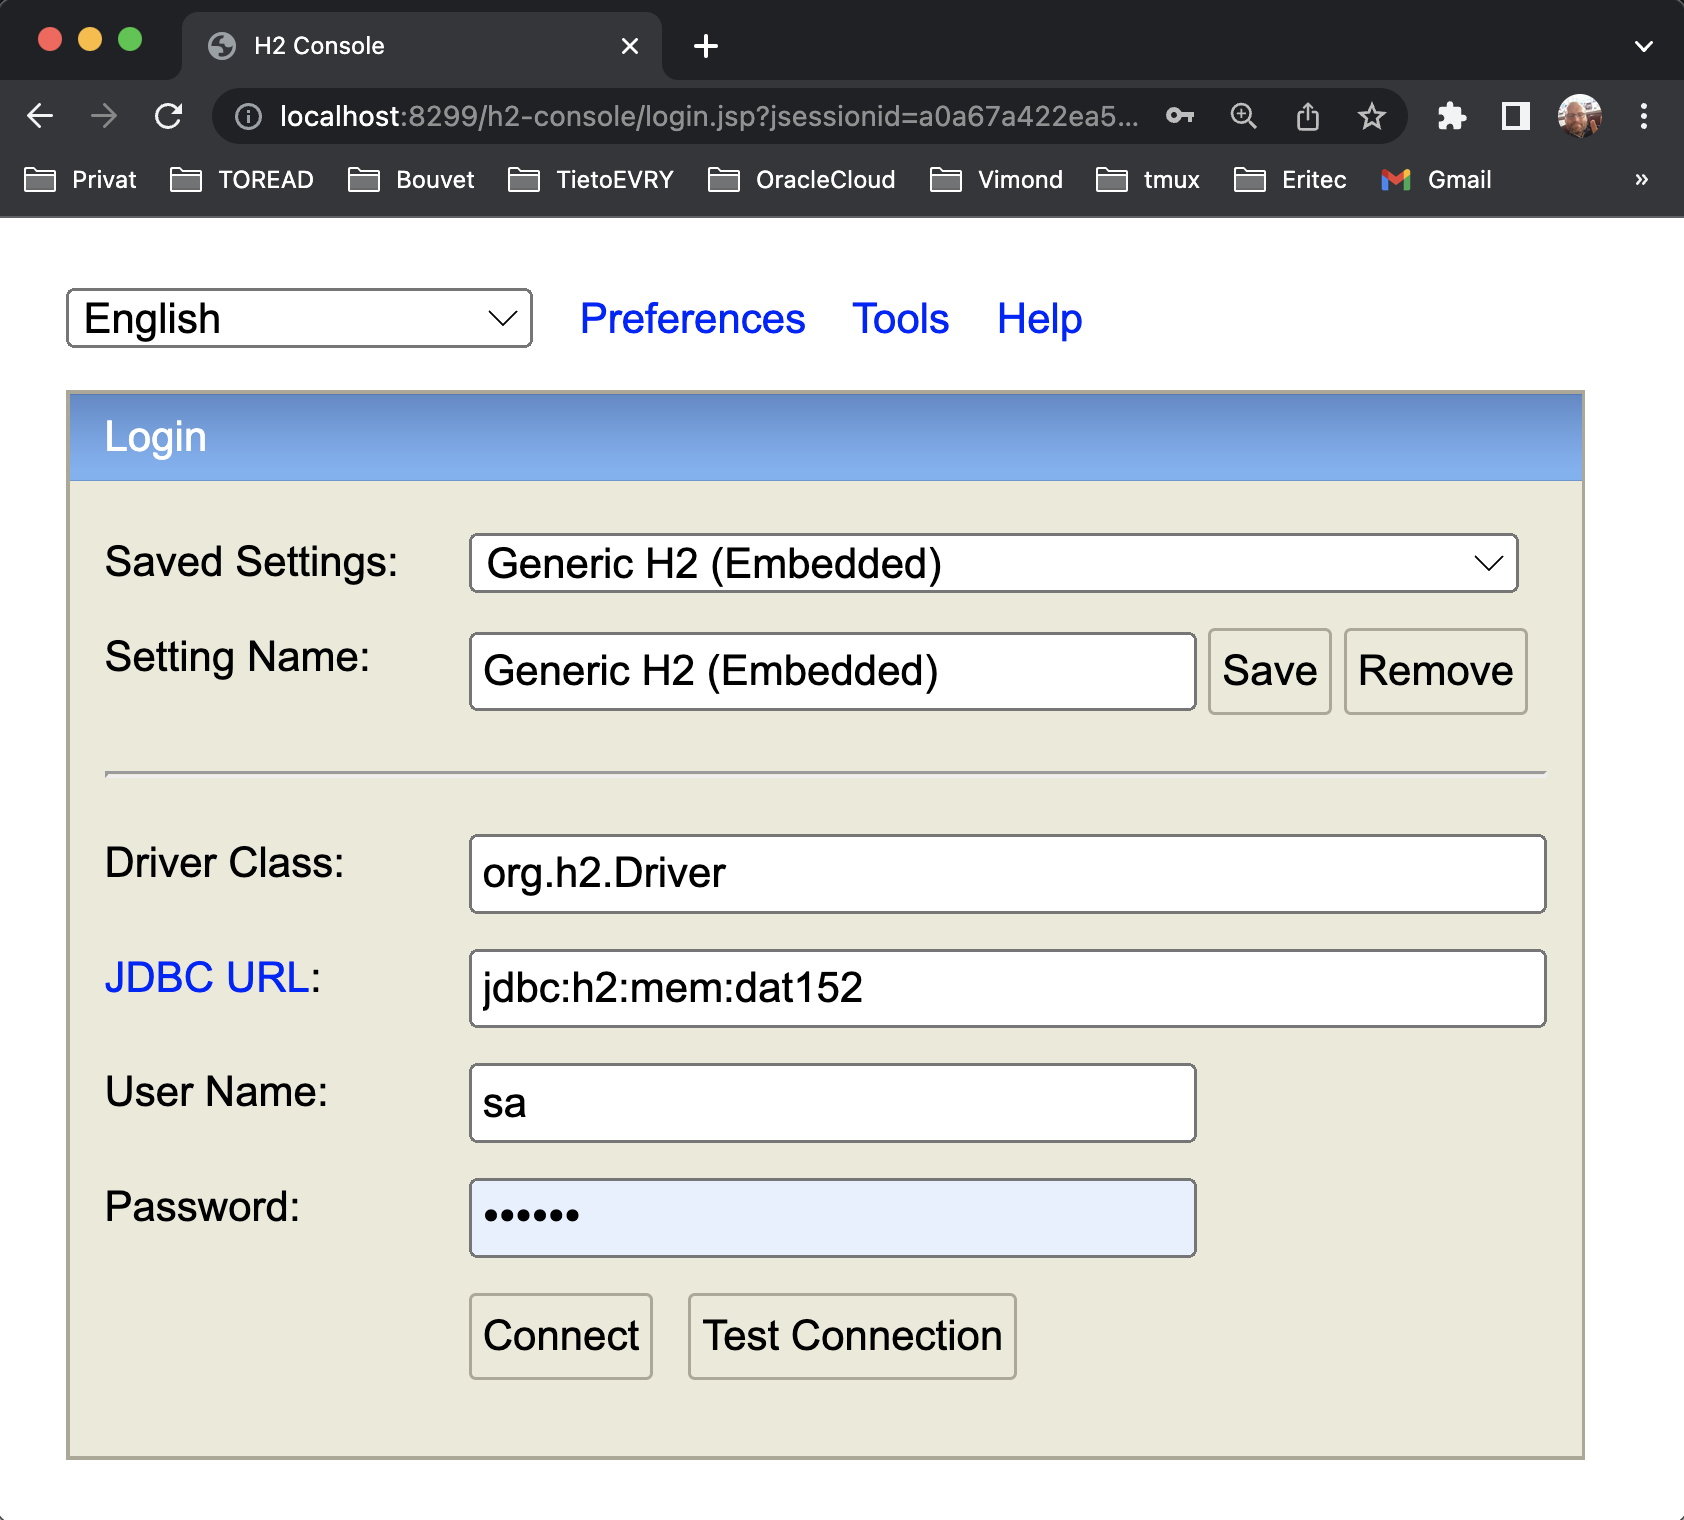 H2 Console
localhost:8299/h2-console/login.jsp?jsessionid=a0a67a422ea5...
Privat TOREAD Bouvet TietoEVRY OracleCloud Vimond tmux Eritec Gmail »
English Preferences Tools Help
Login
Saved Settings: Generic H2 (Embedded)
Setting Name: Generic H2 (Embedded) Save Remove
Driver Class: org.h2.Driver
JDBC URL: jdbc:h2:mem:dat152
User Name: sa
Password: ••••••
Connect Test Connection